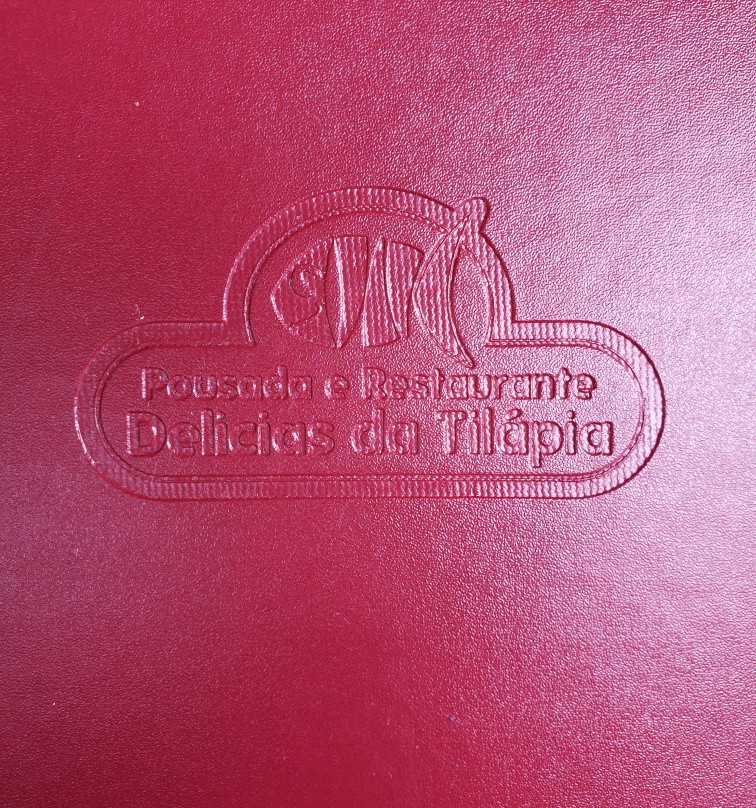 Pousada e Restaurante
Delícias da Tilápia